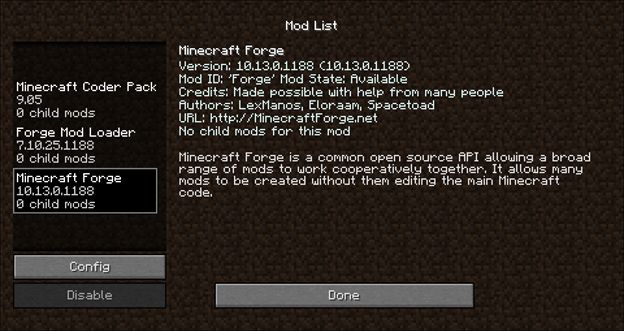 Mod List
Minecraft Coder Pack
9.05
0 child mods
Forge Mod Loader
7.10.25.1188
0 child mods
Minecraft Forge
10.13.0.1188
0 child mods
Config
Disable
Minecraft Forge
Version: 10.13.0.1188 (10.13.0.1188)
Mod ID: 'Forge' Mod State: Available
Credits: Made possible with help from many people
Authors: LexManos, Eloraam, Spacetoad
URL: http://MinecraftForge.net
No child mods for this mod
Minecraft Forge is a common open source API allowing a broad
range of mods to work cooperatively together. It allows many
mods to be created without them editing the main Minecraft
code.
Done